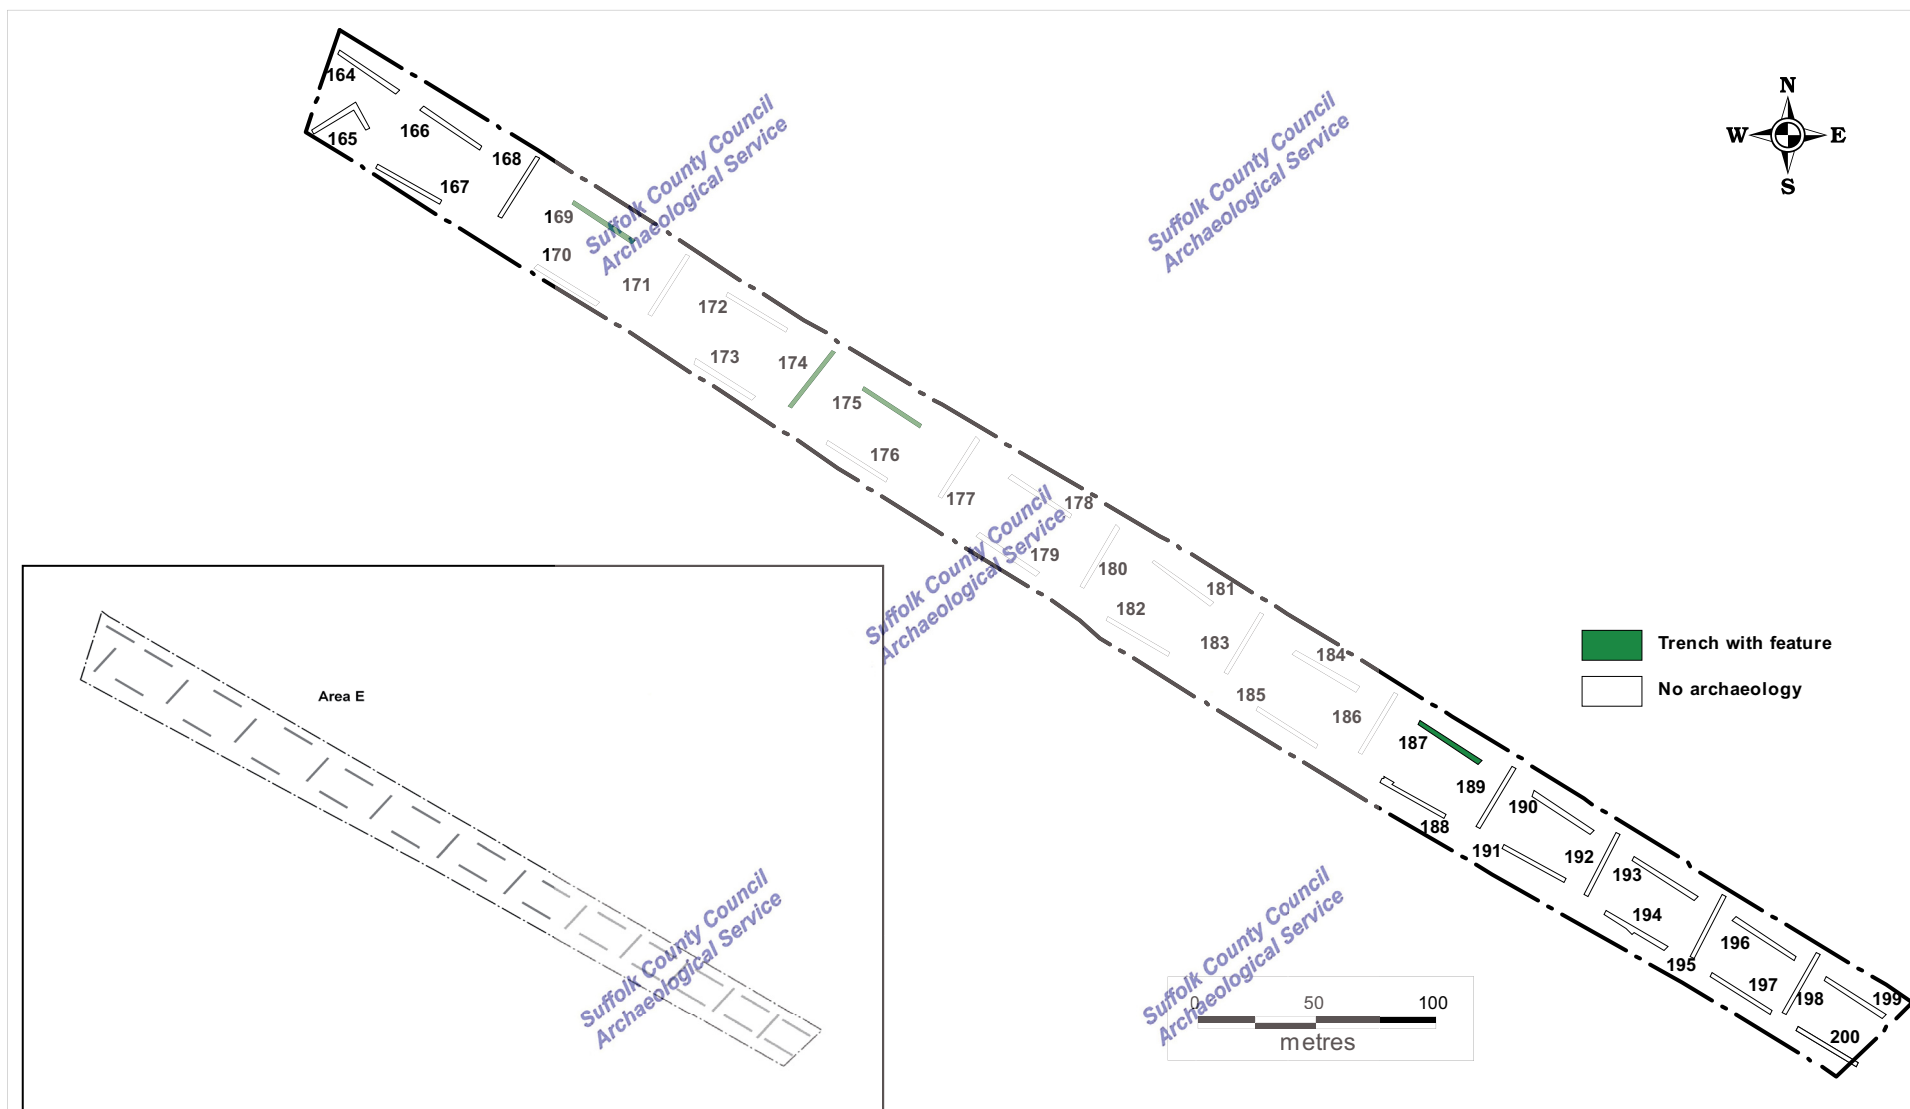 N
W E
S
164
165
166
167
168
169
170
171
172
173
174
175
176
177
178
179
180
181
182
183
184
185
186
187
188
189
190
191
192
193
194
195
196
197
198
199
200
Suffolk County Council
Archaeological Service
Suffolk County Council
Archaeological Service
Suffolk County Council
Archaeological Service
Suffolk County Council
Archaeological Service
Suffolk County Council
Archaeological Service
Trench with feature
No archaeology
Area E
0 50 100
metres